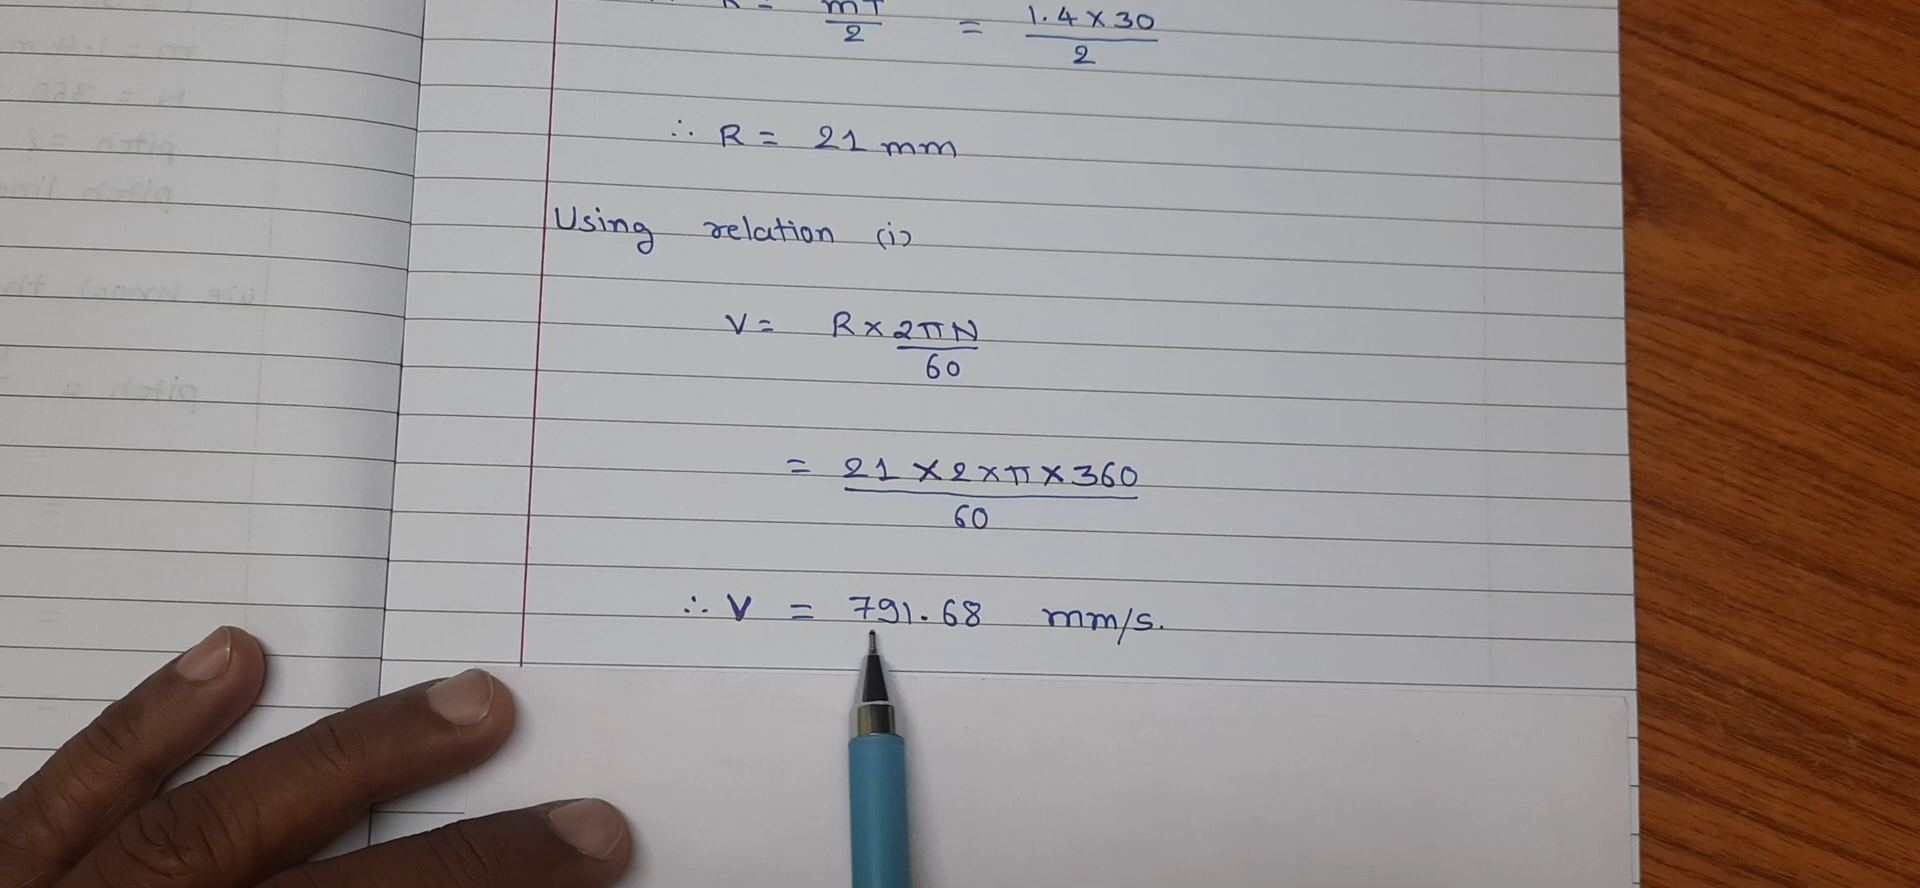 R = mT/2 = 1.4 × 30/2
∴ R = 21 mm
Using relation (i)
V = R × 2πN/60
= 21 × 2 × π × 360/60
∴ V = 791.68 mm/s.